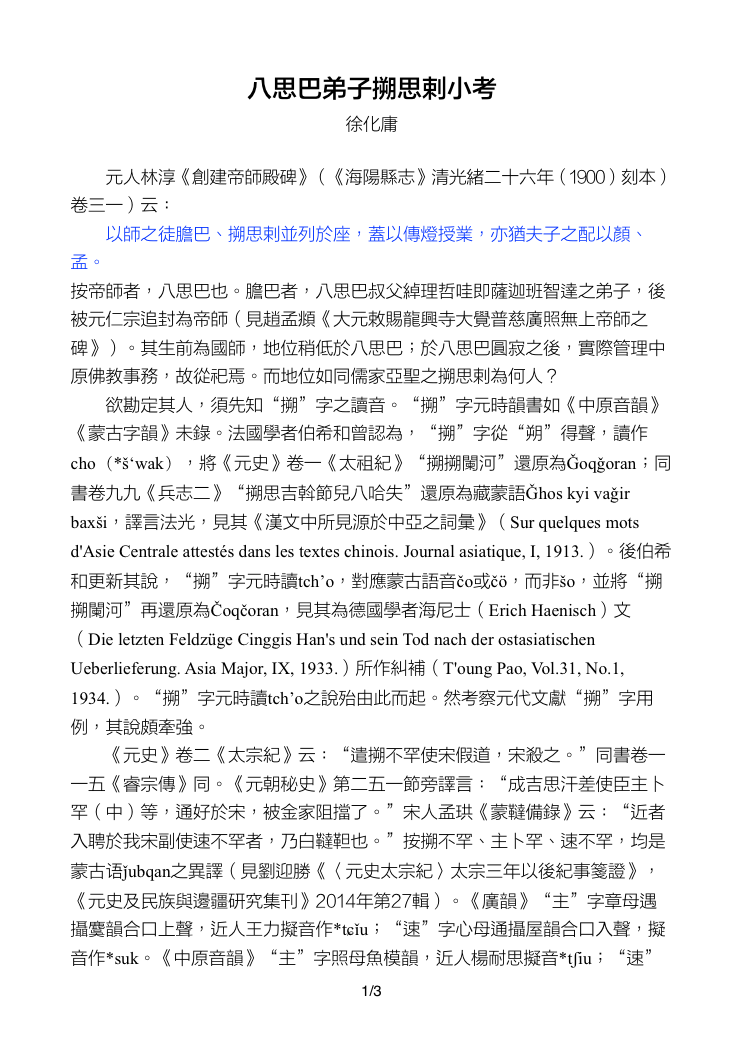 八思巴弟子搠思剌小考
徐化庸
元人林淳《創建帝師殿碑》（《海陽縣志》清光緒二十六年（1900）刻本）
卷三一）云：
以師之徒膽巴、搠思剌並列於座，蓋以傳燈授業，亦猶夫子之配以顏、
孟。
按帝師者，八思巴也。膽巴者，八思巴叔父綽理哲哇即薩迦班智達之弟子，後
被元仁宗追封為帝師（見趙孟頫《大元敕賜龍興寺大覺普慈廣照無上帝師之
碑》）。其生前為國師，地位稍低於八思巴；於八思巴圓寂之後，實際管理中
原佛教事務，故從祀焉。而地位如同儒家亞聖之搠思剌為何人？
欲勘定其人，須先知“搠”字之讀音。“搠”字元時韻書如《中原音韻》
《蒙古字韻》未錄。法國學者伯希和曾認為，“搠”字從“朔”得聲，讀作
cho（*š‘wak），將《元史》卷一《太祖紀》“搠搠闌河”還原為Ǧoqǧoran；同
書卷九九《兵志二》“搠思吉斡節兒八哈失”還原為藏蒙語Ǧhos kyi vaǧir
baxši，譯言法光，見其《漢文中所見源於中亞之詞彙》（Sur quelques mots
d'Asie Centrale attestés dans les textes chinois. Journal asiatique, I, 1913.）。後伯希
和更新其說，“搠”字元時讀tch’o，對應蒙古語音čo或čö，而非šo，並將“搠
搠闌河”再還原為Čoqčoran，見其為德國學者海尼士（Erich Haenisch）文
（Die letzten Feldzüge Cinggis Han's und sein Tod nach der ostasiatischen
Ueberlieferung. Asia Major, IX, 1933.）所作糾補（T'oung Pao, Vol.31, No.1,
1934.）。“搠”字元時讀tch’o之說殆由此而起。然考察元代文獻“搠”字用
例，其說頗牽強。
《元史》卷二《太宗紀》云：“遣搠不罕使宋假道，宋殺之。”同書卷一
一五《睿宗傳》同。《元朝秘史》第二五一節旁譯言：“成吉思汗差使臣主卜
罕（中）等，通好於宋，被金家阻擋了。”宋人孟珙《蒙韃備錄》云：“近者
入聘於我宋副使速不罕者，乃白韃靼也。”按搠不罕、主卜罕、速不罕，均是
蒙古语ǰubqan之異譯（見劉迎勝《〈元史太宗紀〉太宗三年以後紀事箋證》，
《元史及民族與邊疆研究集刊》2014年第27輯）。《廣韻》“主”字章母遇
攝麌韻合口上聲，近人王力擬音作*tɕĭu；“速”字心母通攝屋韻合口入聲，擬
音作*suk。《中原音韻》“主”字照母魚模韻，近人楊耐思擬音*tʃiu；“速”
1/3